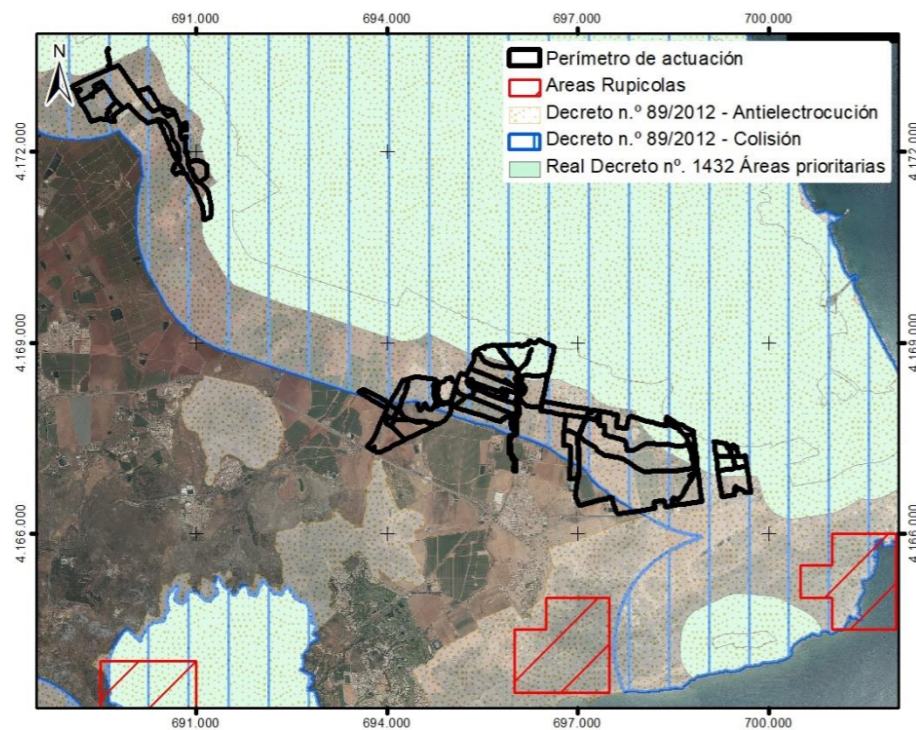 691.000 694.000 697.000 700.000
N
Perímetro de actuación
Areas Rupicolas
Decreto n.º 89/2012 - Antielectrocución
Decreto n.º 89/2012 - Colisión
Real Decreto nº. 1432 Áreas prioritarias
4.172.000 4.172.000
4.169.000 4.169.000
4.166.000 4.166.000
691.000 694.000 697.000 700.000